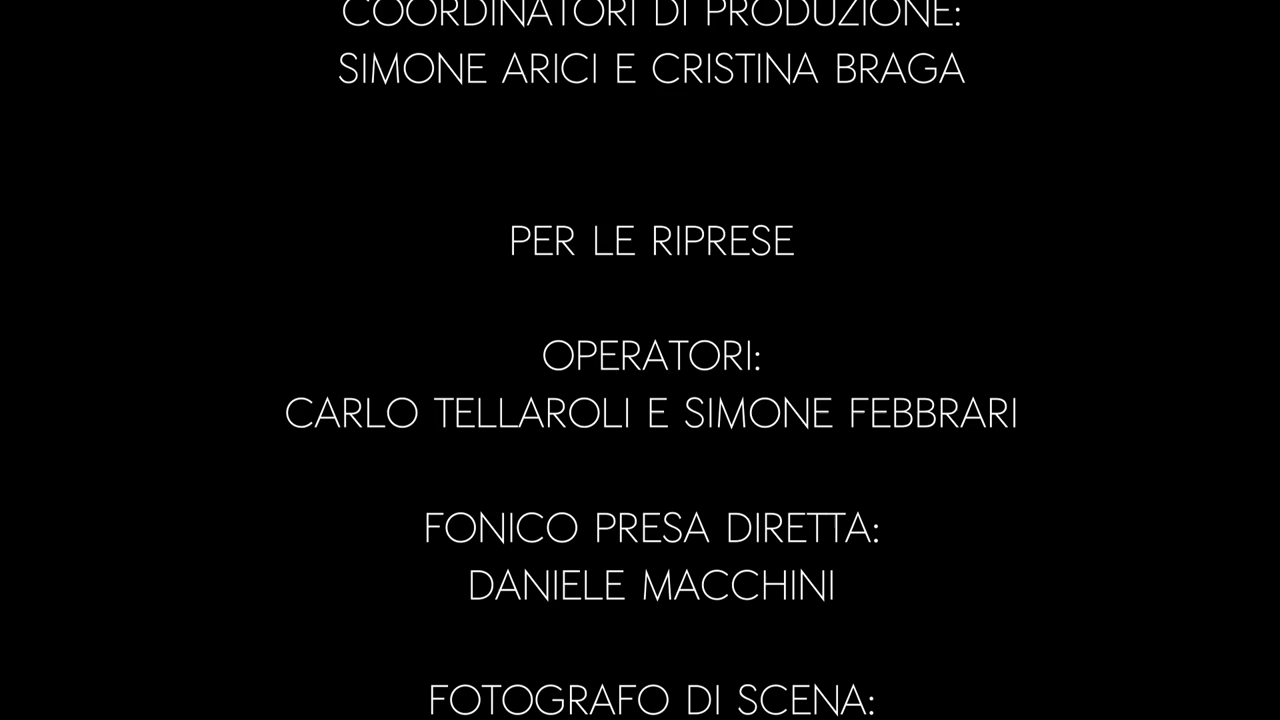 COORDINATORI DI PRODUZIONE:
SIMONE ARICI E CRISTINA BRAGA
PER LE RIPRESE
OPERATORI:
CARLO TELLAROLI E SIMONE FEBBRARI
FONICO PRESA DIRETTA:
DANIELE MACCHINI
FOTOGRAFO DI SCENA: